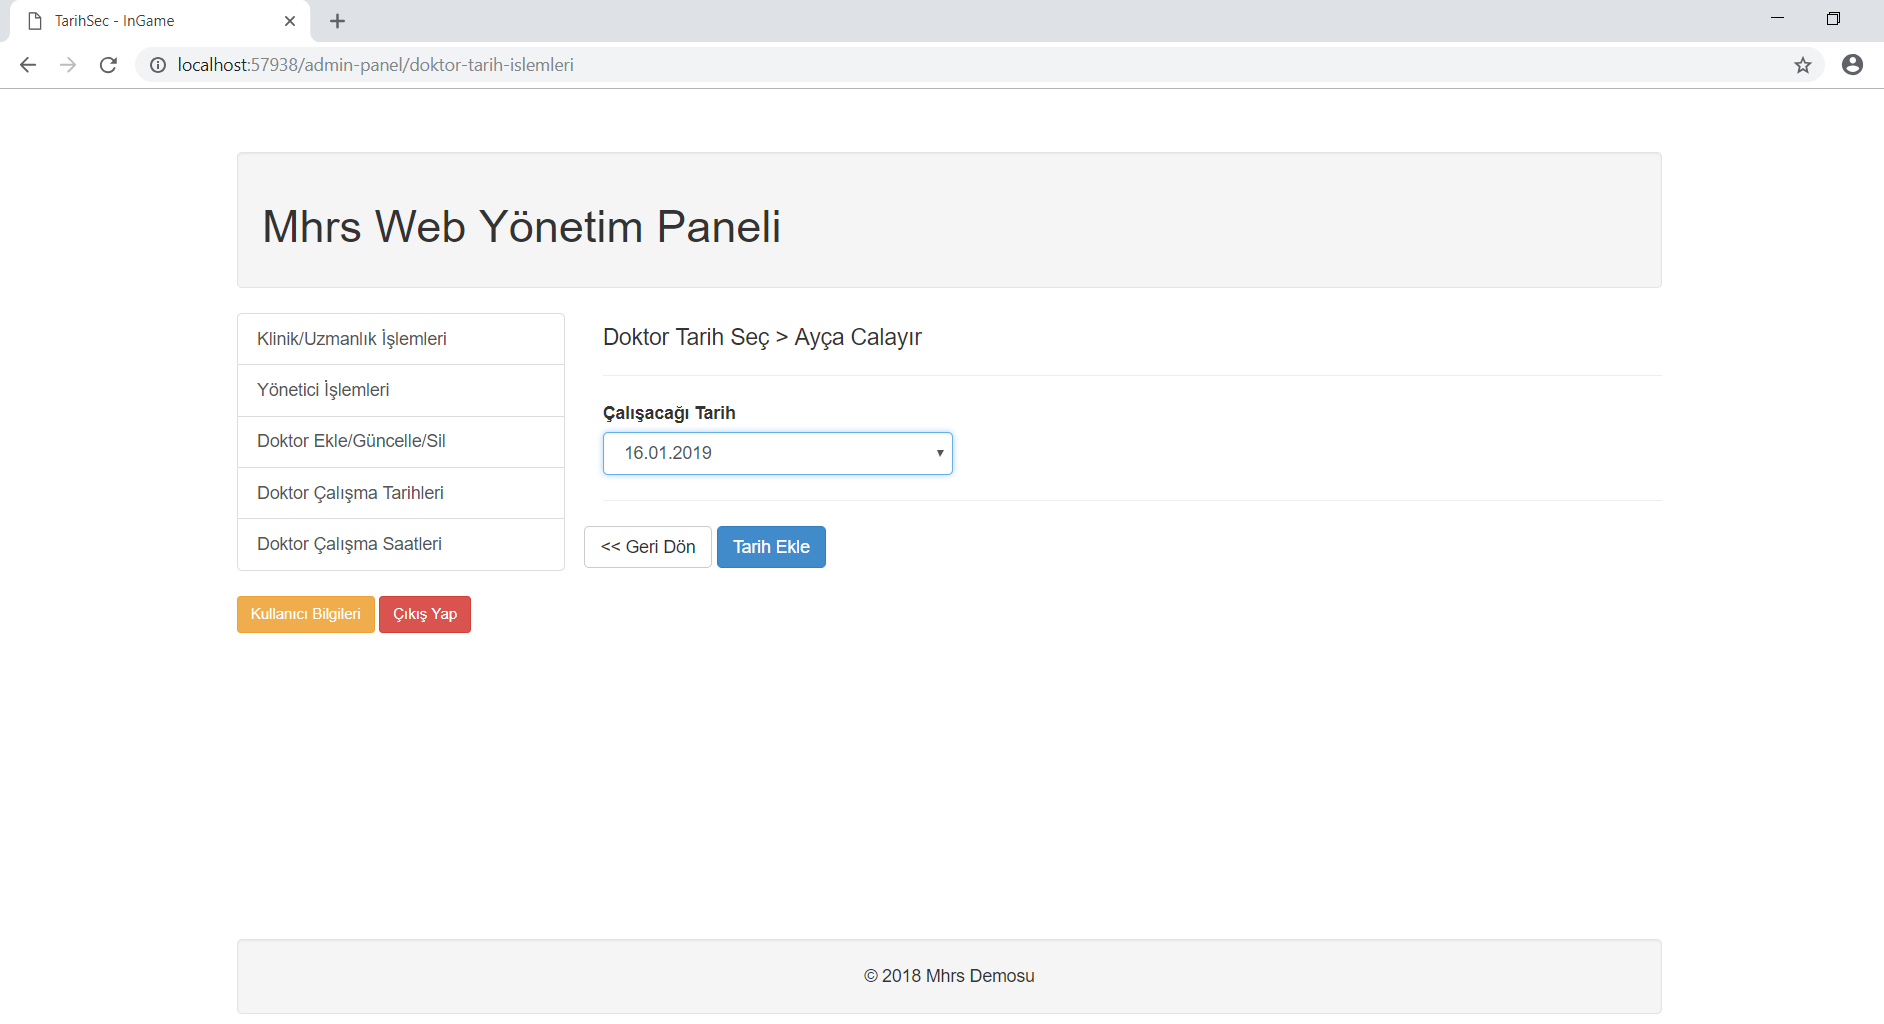 TarihSec - InGame
localhost:57938/admin-panel/doktor-tarih-islemleri
Mhrs Web Yönetim Paneli
Klinik/Uzmanlık İşlemleri
Yönetici İşlemleri
Doktor Ekle/Güncelle/Sil
Doktor Çalışma Tarihleri
Doktor Çalışma Saatleri
Kullanıcı Bilgileri
Çıkış Yap
Doktor Tarih Seç > Ayça Calayır
Çalışacağı Tarih
16.01.2019
<< Geri Dön
Tarih Ekle
© 2018 Mhrs Demosu